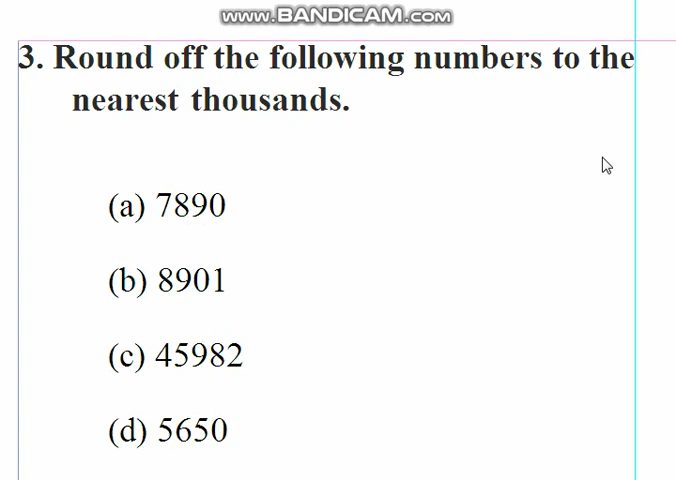 www.BANDICAM.com
3. Round off the following numbers to the
nearest thousands.
(a) 7890
(b) 8901
(c) 45982
(d) 5650